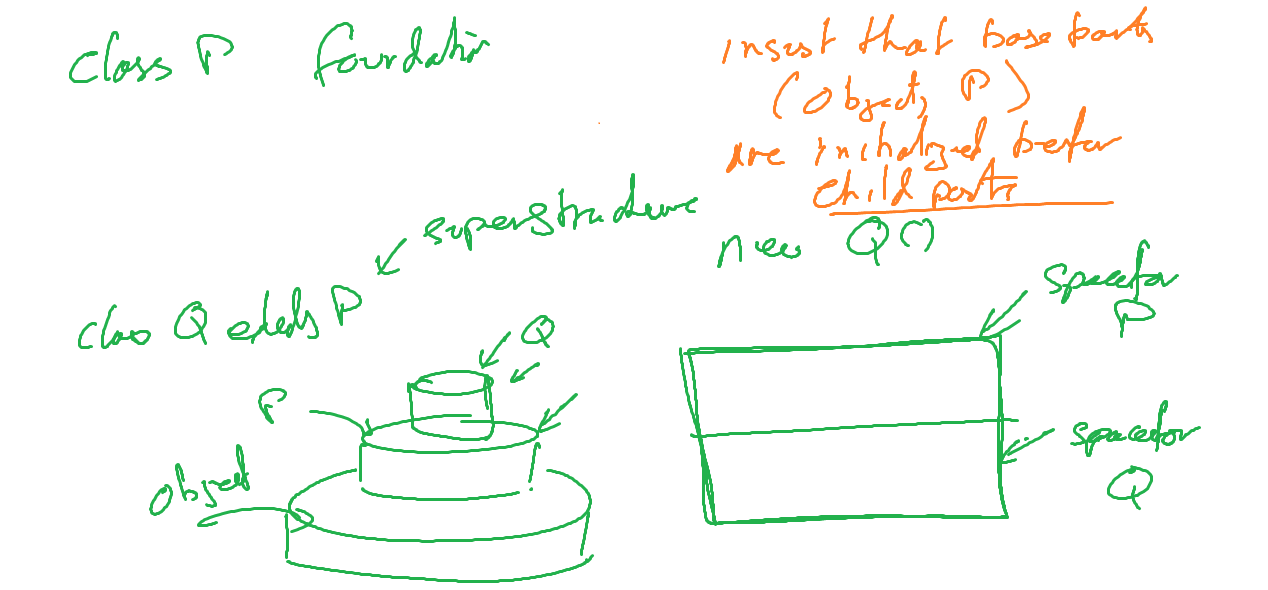 class P foundation
insist that base parts
(Object, P)
are initialized before
child parts
superstructure
new Q()
space for
P
class Q extends P
Q
P
Object
space for
Q